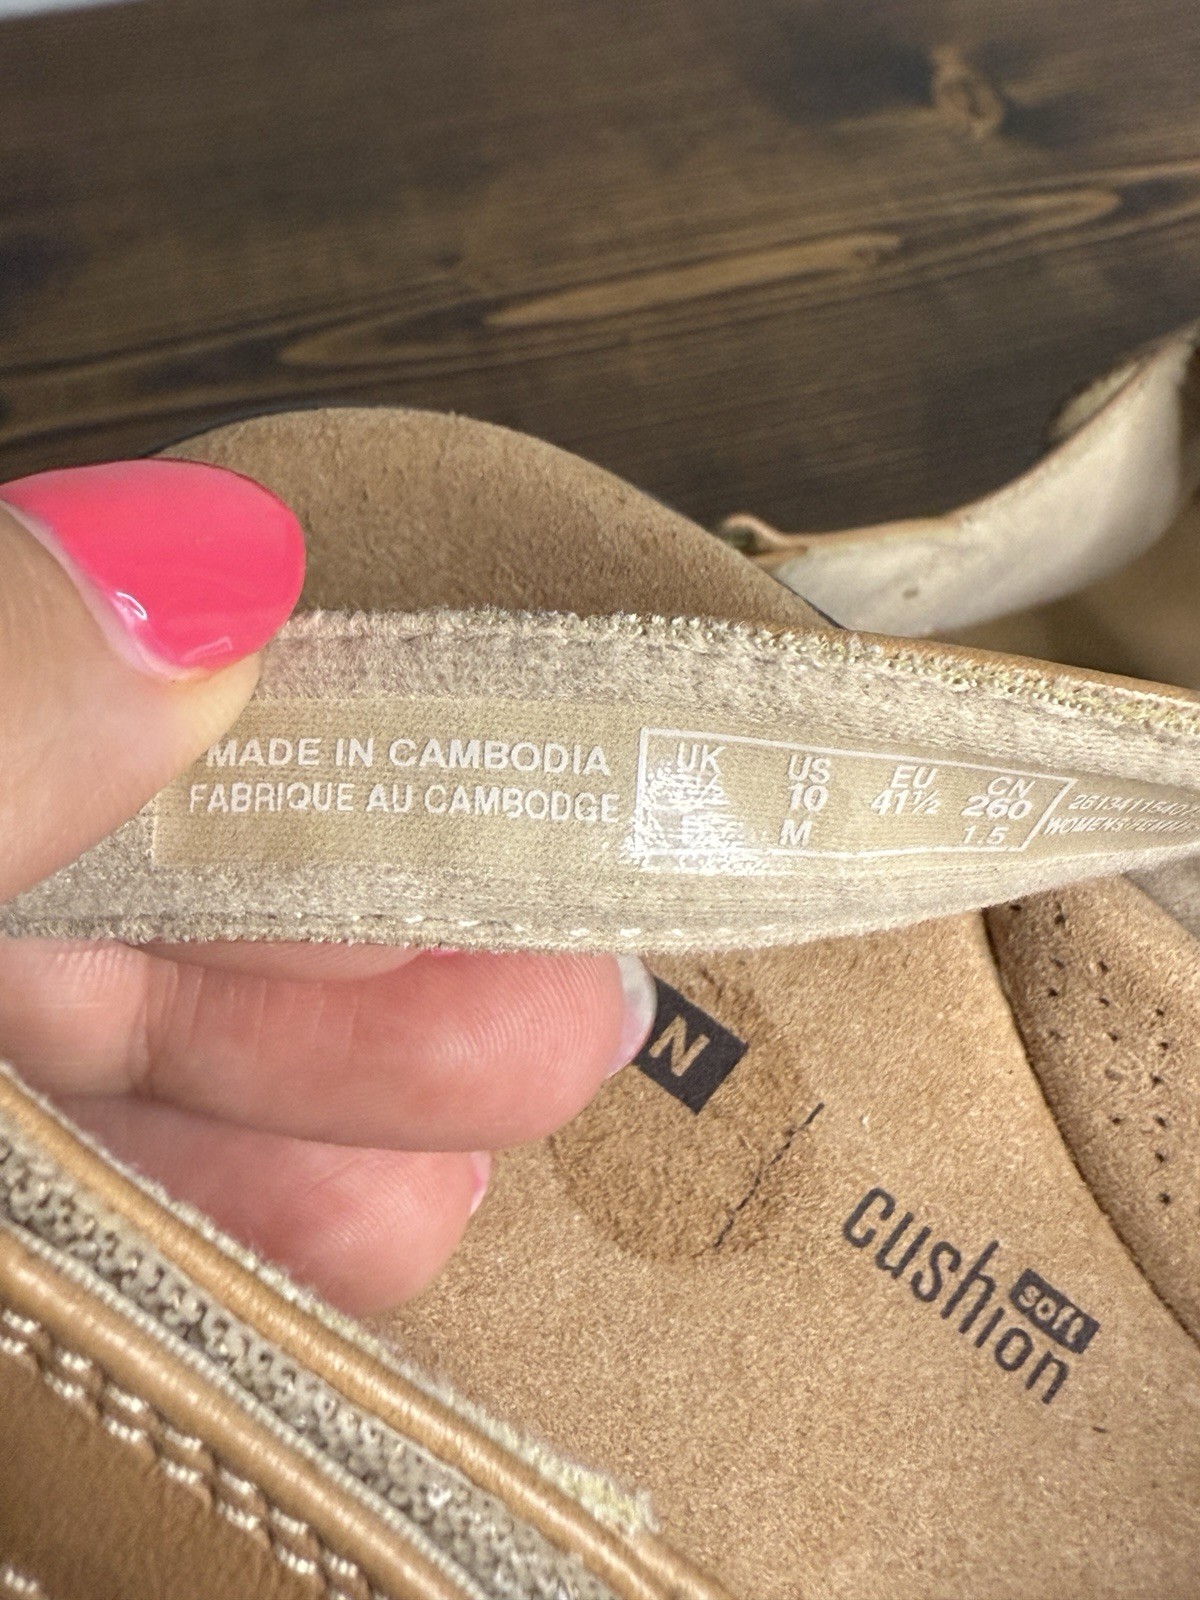 MADE IN CAMBODIA
FABRIQUE AU CAMBODGE
UK US EU CN
10 41½ 260
M 1.5
N
cushion
soft